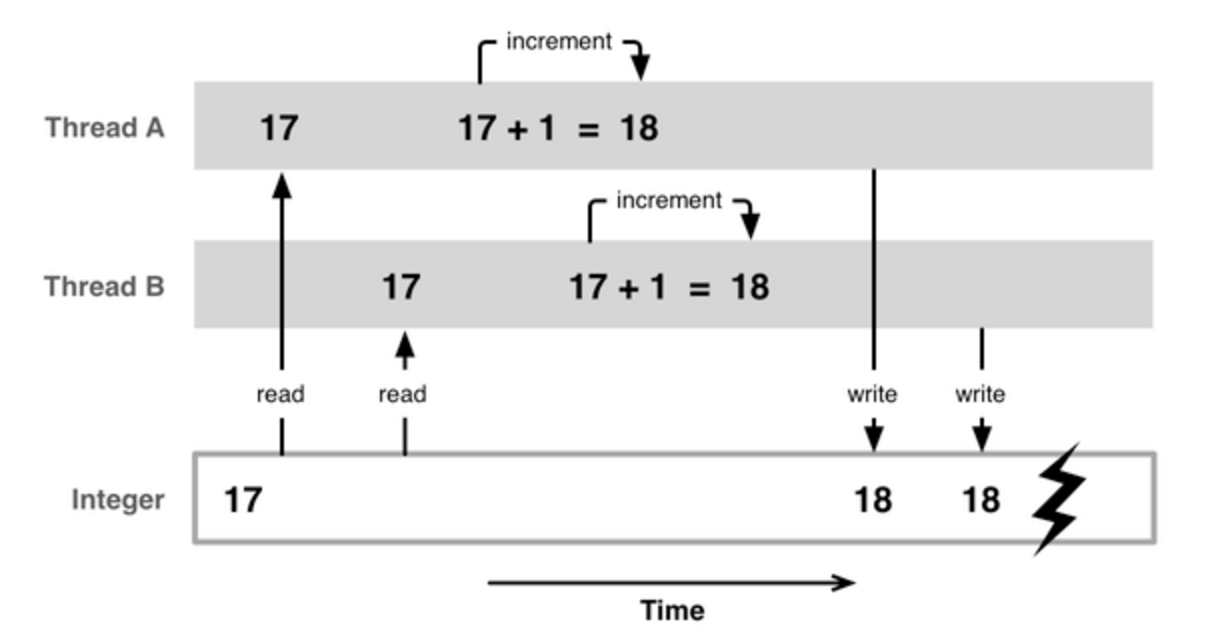 increment
Thread A 17 17 + 1 = 18
increment
Thread B 17 17 + 1 = 18
read read write write
Integer 17 18 18
Time